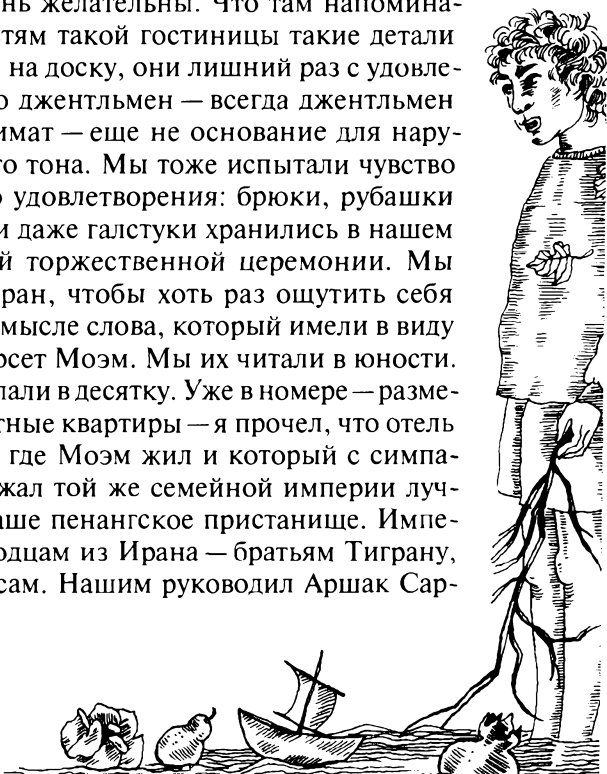 нь желательны. Что там напомина-
тям такой гостиницы такие детали
на доску, они лишний раз с удовле-
о джентльмен — всегда джентльмен
имат — еще не основание для нару-
го тона. Мы тоже испытали чувство
о удовлетворения: брюки, рубашки
и даже галстуки хранились в нашем
й торжественной церемонии. Мы
ран, чтобы хоть раз ощутить себя
мысле слова, который имели в виду
рсет Моэм. Мы их читали в юности.
пали в десятку. Уже в номере — разме-
тные квартиры — я прочел, что отель
где Моэм жил и который с симпа-
жал той же семейной империи луч-
аше пенангское пристанище. Импе-
одцам из Ирана — братьям Тиграну,
сам. Нашим руководил Аршак Сар-